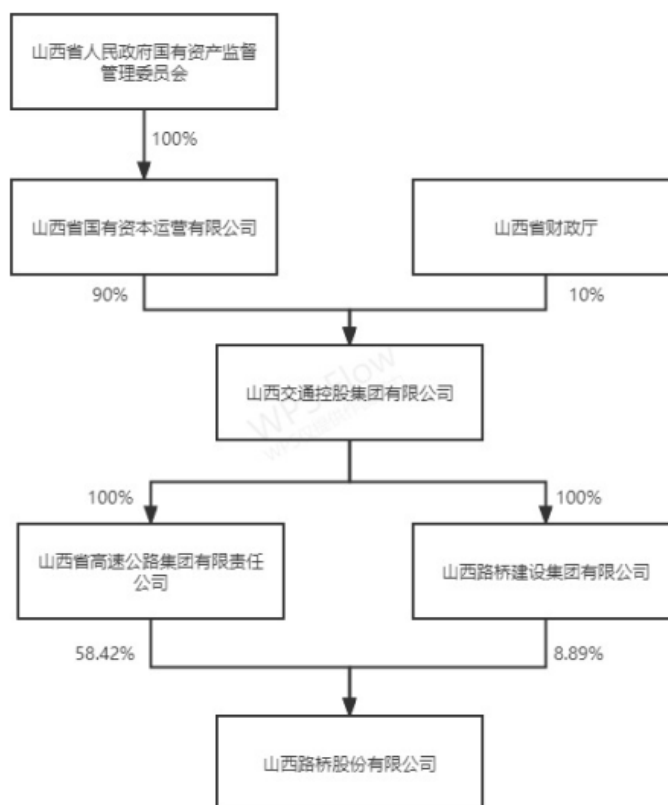 山西省人民政府国有资产监督
管理委员会
100%
山西省国有资本运营有限公司
山西省财政厅
90%
10%
山西交通控股集团有限公司
WPS Flow
100%
100%
山西省高速公路集团有限责任
公司
山西路桥建设集团有限公司
58.42%
8.89%
山西路桥股份有限公司